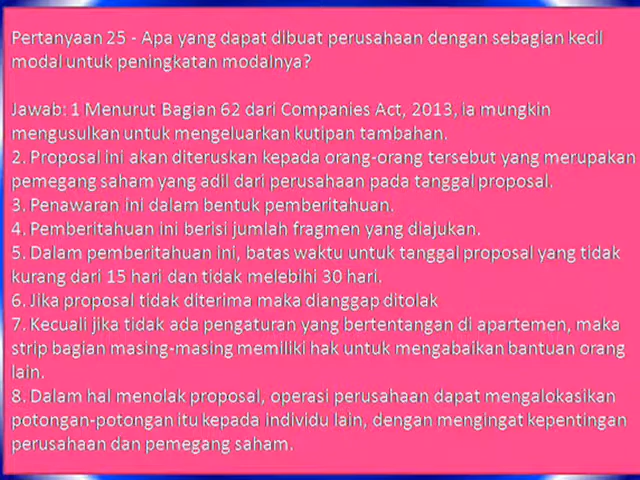 Pertanyaan 25 - Apa yang dapat dibuat perusahaan dengan sebagian kecil
modal untuk peningkatan modalnya?
Jawab: 1 Menurut Bagian 62 dari Companies Act, 2013, ia mungkin
mengusulkan untuk mengeluarkan kutipan tambahan.
2. Proposal ini akan diteruskan kepada orang-orang tersebut yang merupakan
pemegang saham yang adil dari perusahaan pada tanggal proposal.
3. Penawaran ini dalam bentuk pemberitahuan.
4. Pemberitahuan ini berisi jumlah fragmen yang diajukan.
5. Dalam pemberitahuan ini, batas waktu untuk tanggal proposal yang tidak
kurang dari 15 hari dan tidak melebihi 30 hari.
6. Jika proposal tidak diterima maka dianggap ditolak
7. Kecuali jika tidak ada pengaturan yang bertentangan di apartemen, maka
strip bagian masing-masing memiliki hak untuk mengabaikan bantuan orang
lain.
8. Dalam hal menolak proposal, operasi perusahaan dapat mengalokasikan
potongan-potongan itu kepada individu lain, dengan mengingat kepentingan
perusahaan dan pemegang saham.